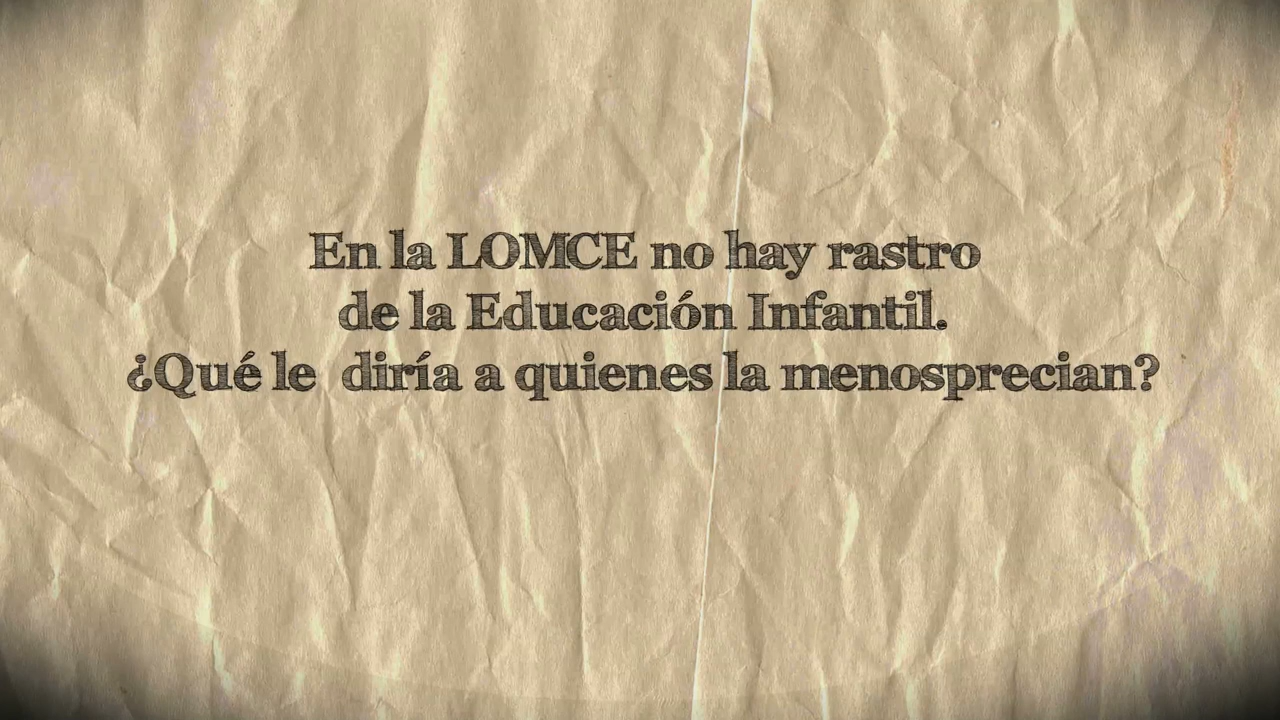 En la LOMCE no hay rastro
de la Educación Infantil.
¿Qué le diría a quienes la menosprecian?